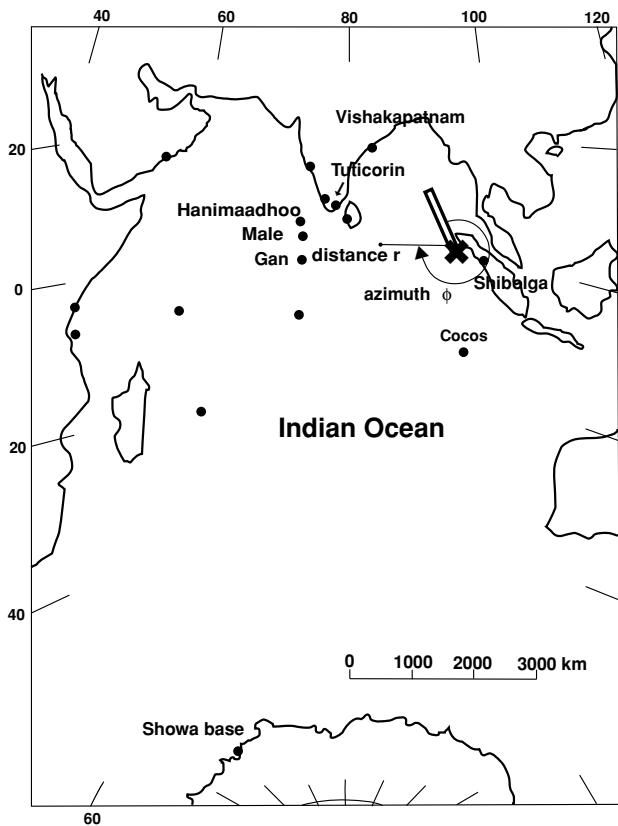 40 60 80 100 120
Vishakapatnam
20
Tuticorin
Hanimaadhoo
Male
distance r
Gan
Shibelga
0
azimuth ϕ
Cocos
Indian Ocean
20
40
0 1000 2000 3000 km
Showa base
60